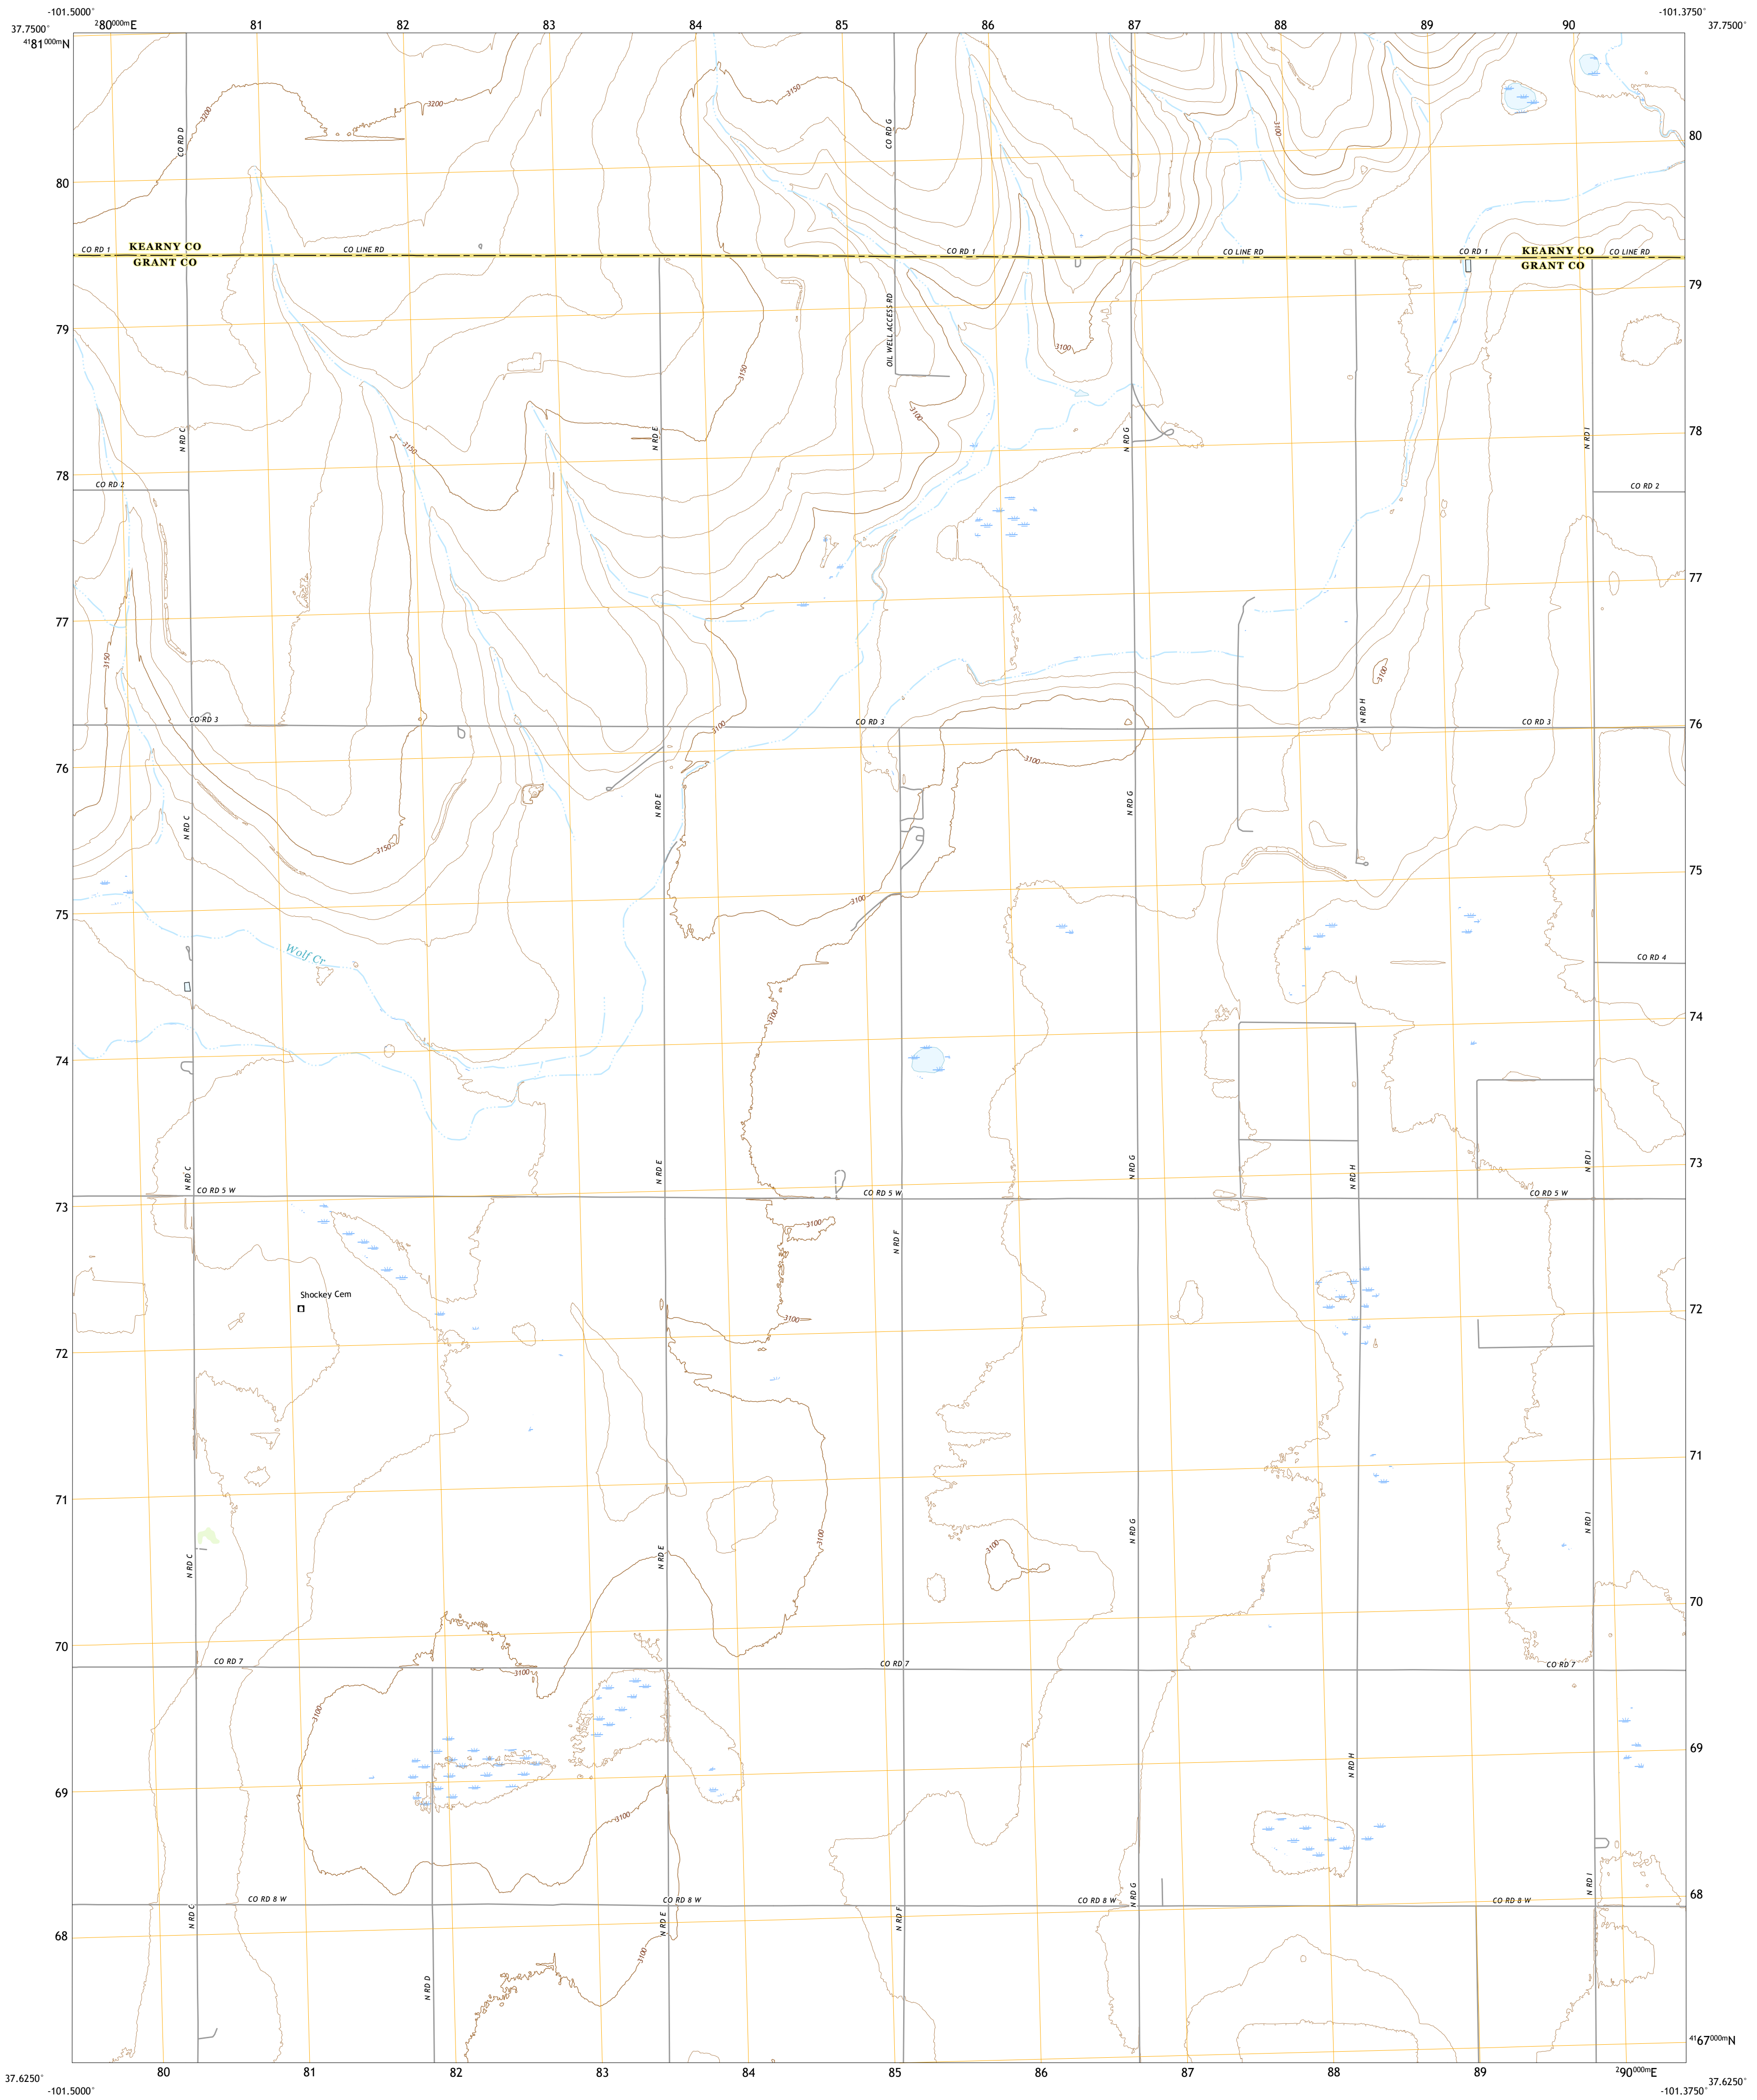 -101.5000°
-101.3750°
37.7500°
²80000mE 81 82 83 84 85 86 87 88 89 90
37.7500°
⁴¹81000mN
3200
3200
3150
CO RD D
CO RD G
3100
80
80
CO RD 1
KEARNY CO
GRANT CO
CO LINE RD
CO RD 1
CO LINE RD
CO RD 1
KEARNY CO
GRANT CO
CO LINE RD
79
79
OIL WELL ACCESS RD
3100
3150
3100
3150
N RD C
N RD E
N RD G
N RD I
78
78
CO RD 2
CO RD 2
77
77
3150
3100
N RD H
CO RD 3
3100
CO RD 3
CO RD 3
76
76
3100
N RD C
N RD E
N RD G
3150
75
75
3100
Wolf Cr
CO RD 4
3100
74
74
N RD C
N RD E
N RD G
N RD H
N RD I
73
CO RD 5 W
CO RD 5 W
CO RD 5 W
73
3100
N RD F
Shockey Cem
3100
72
72
71
71
3100
N RD G
N RD I
N RD C
N RD E
3100
70
70
CO RD 7
3100
CO RD 7
CO RD 7
3100
N RD H
69
69
3100
CO RD 8 W
CO RD 8 W
CO RD 8 W
CO RD 8 W
N RD C
N RD E
N RD F
N RD G
N RD I
68
68
3100
N RD D
⁴¹67000mN
80 81 82 83 84 85 86 87 88 89 ²90000mE
37.6250°
37.6250°
-101.5000°
-101.3750°